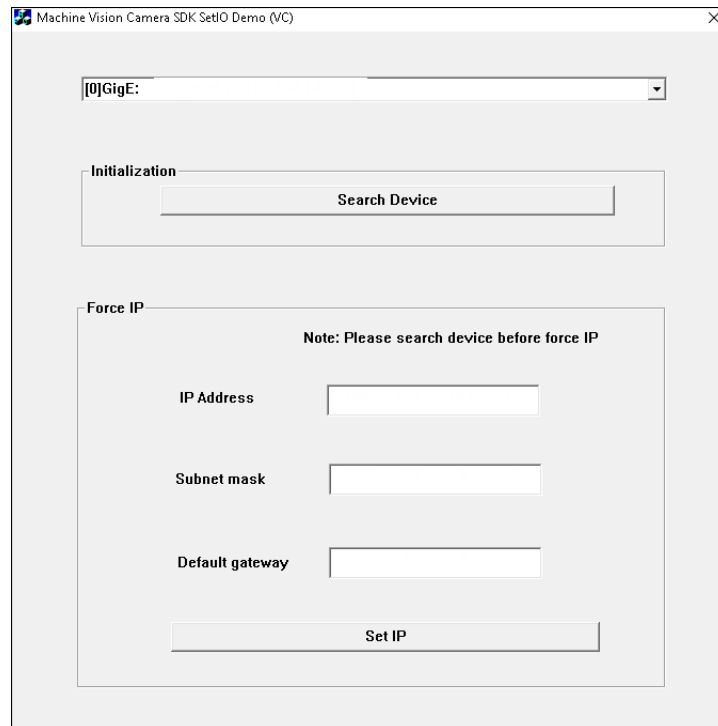 Machine Vision Camera SDK SetIO Demo (VC)
[0]GigE:
Initialization
Search Device
Force IP
Note: Please search device before force IP
IP Address
Subnet mask
Default gateway
Set IP